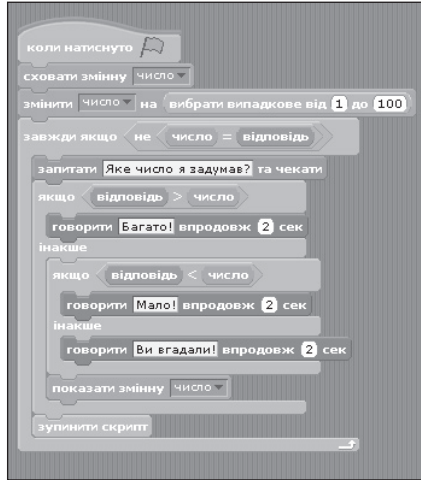 коли натиснуто
сховати змінну число
змінити число на вибрати випадкове від 1 до 100
завжди якщо не число = відповідь
запитати Яке число я задумав? та чекати
якщо відповідь > число
говорити Багато! впродовж 2 сек
інакше
якщо відповідь < число
говорити Мало! впродовж 2 сек
інакше
говорити Ви вгадали! впродовж 2 сек
показати змінну число
зупинити скрипт